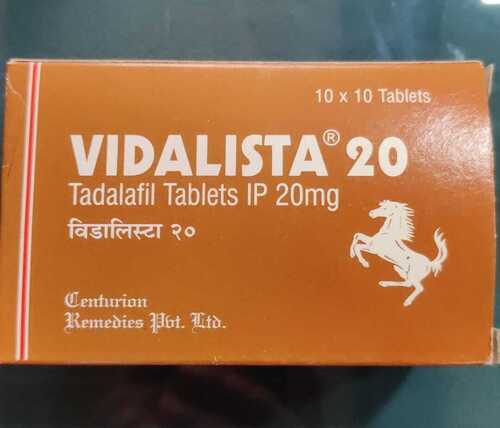 10 x 10 Tablets
VIDALISTA® 20
Tadalafil Tablets IP 20mg
विडालिस्टा २०
Centurion
Remedies Pvt. Ltd.